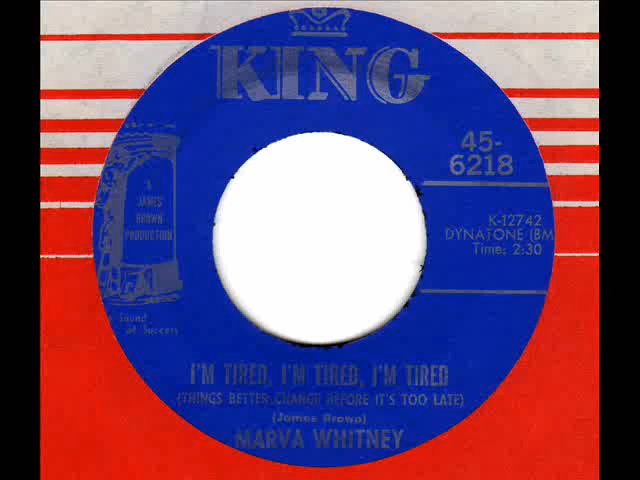 KING
45-
6218
K-12742
DYNATONE (BM
Time: 2:30
A
JAMES
BROWN
PRODUCTION
Sound
of Success
I'M TIRED, I'M TIRED, I'M TIRED
(THINGS BETTER CHANGE BEFORE IT'S TOO LATE)
(James Brown)
MARVA WHITNEY